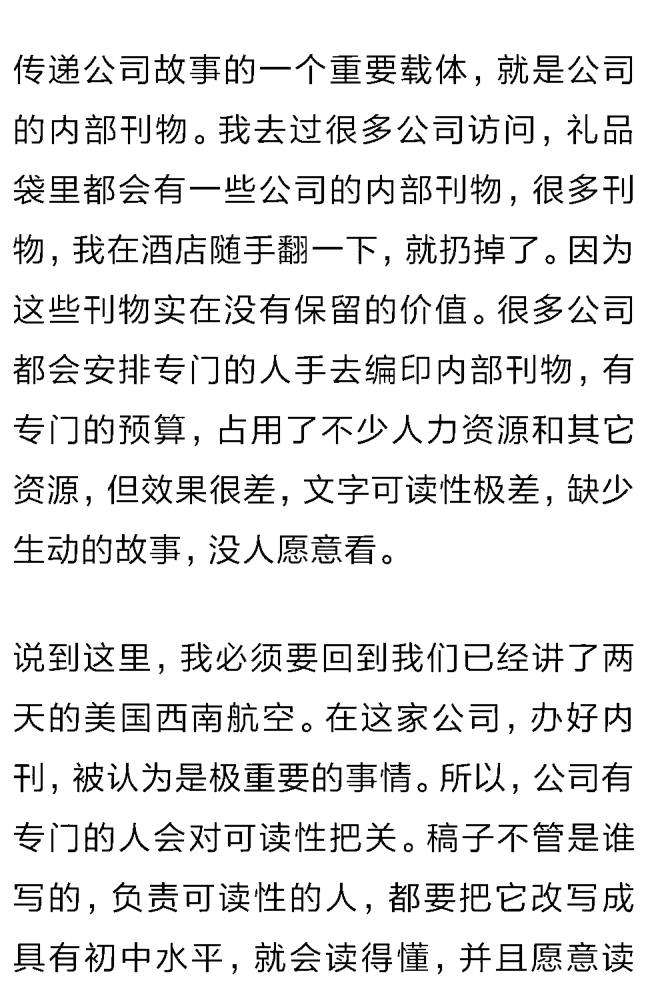 传递公司故事的一个重要载体，就是公司
的内部刊物。我去过很多公司访问，礼品
袋里都会有一些公司的内部刊物，很多刊
物，我在酒店随手翻一下，就扔掉了。因为
这些刊物实在没有保留的价值。很多公司
都会安排专门的人手去编印内部刊物，有
专门的预算，占用了不少人力资源和其它
资源，但效果很差，文字可读性极差，缺少
生动的故事，没人愿意看。
说到这里，我必须要回到我们已经讲了两
天的美国西南航空。在这家公司，办好内
刊，被认为是极重要的事情。所以，公司有
专门的人会对可读性把关。稿子不管是谁
写的，负责可读性的人，都要把它改写成
具有初中水平，就会读得懂，并且愿意读